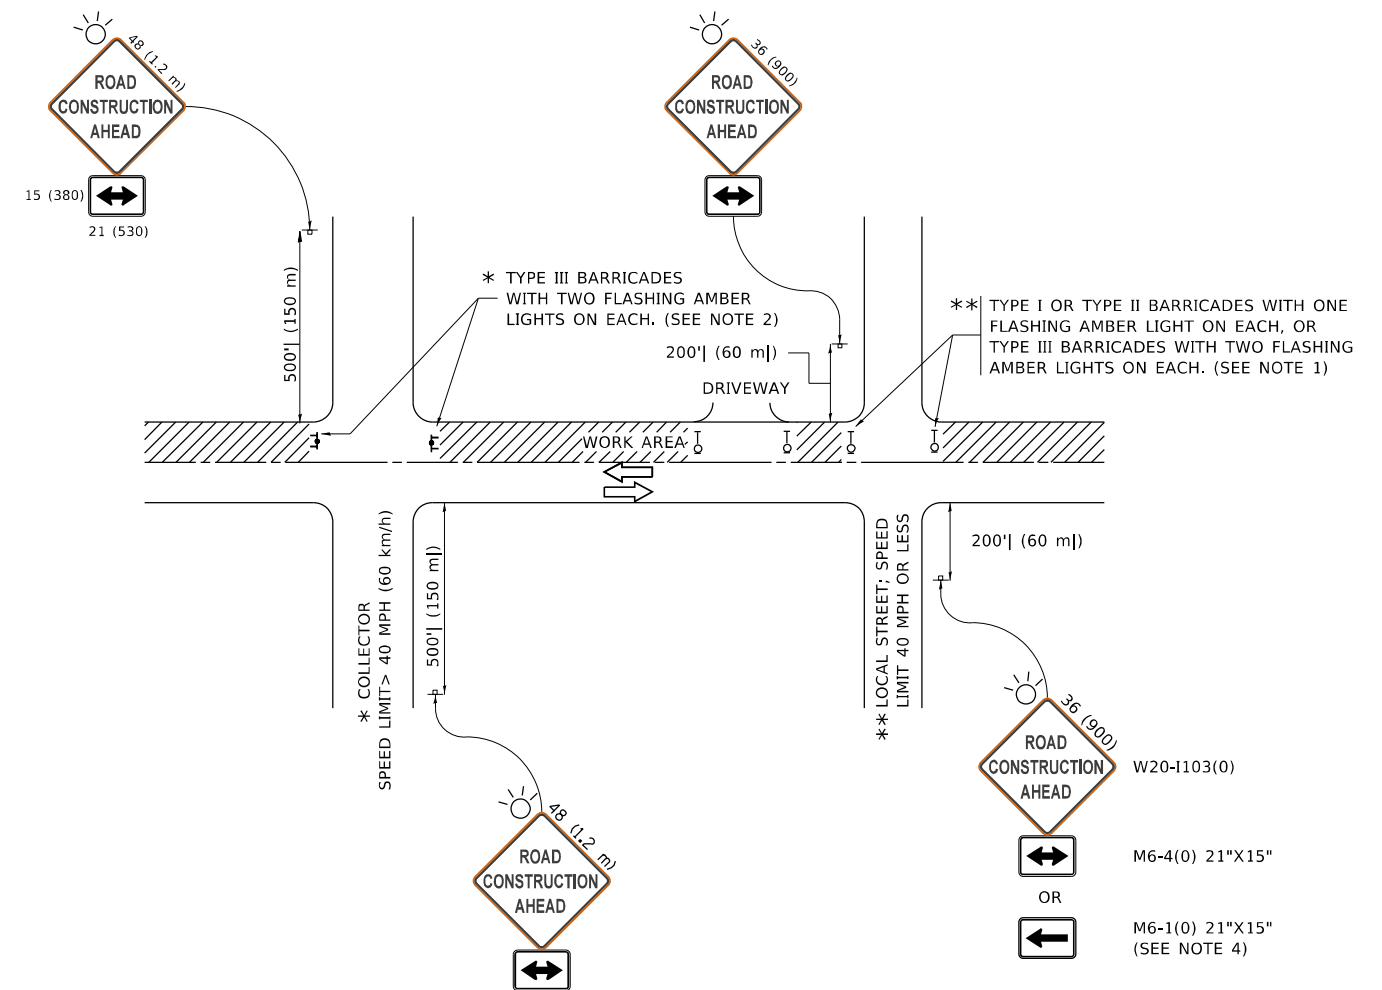 48 (1.2 m)
ROAD
CONSTRUCTION
AHEAD
15 (380)
21 (530)
36 (900)
ROAD
CONSTRUCTION
AHEAD
500'| (150 m)
* TYPE III BARRICADES
WITH TWO FLASHING AMBER
LIGHTS ON EACH. (SEE NOTE 2)
200'| (60 m|)
DRIVEWAY
** TYPE I OR TYPE II BARRICADES WITH ONE
FLASHING AMBER LIGHT ON EACH, OR
TYPE III BARRICADES WITH TWO FLASHING
AMBER LIGHTS ON EACH. (SEE NOTE 1)
WORK AREA
* COLLECTOR
SPEED LIMIT> 40 MPH (60 km/h)
500'| (150 m|)
** LOCAL STREET; SPEED
LIMIT 40 MPH OR LESS
200'| (60 m|)
48 (1.2 m)
ROAD
CONSTRUCTION
AHEAD
36 (900)
ROAD
CONSTRUCTION
AHEAD
W20-I103(0)
M6-4(0) 21"X15"
OR
M6-1(0) 21"X15"
(SEE NOTE 4)